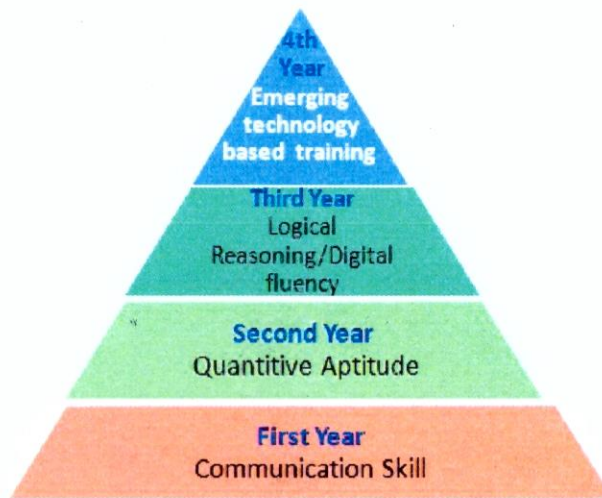 4th
Year
Emerging
technology
based training
Third Year
Logical
Reasoning/Digital
fluency
Second Year
Quantitive Aptitude
First Year
Communication Skill